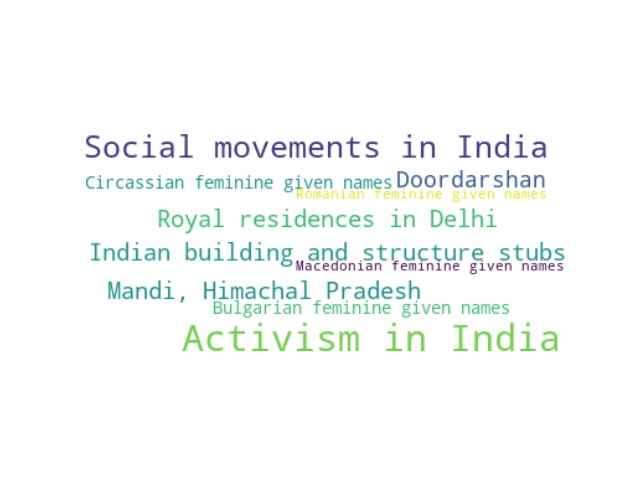 Social movements in India
Circassian feminine given names
Doordarshan
Romanian feminine given names
Royal residences in Delhi
Indian building and structure stubs
Macedonian feminine given names
Mandi, Himachal Pradesh
Bulgarian feminine given names
Activism in India